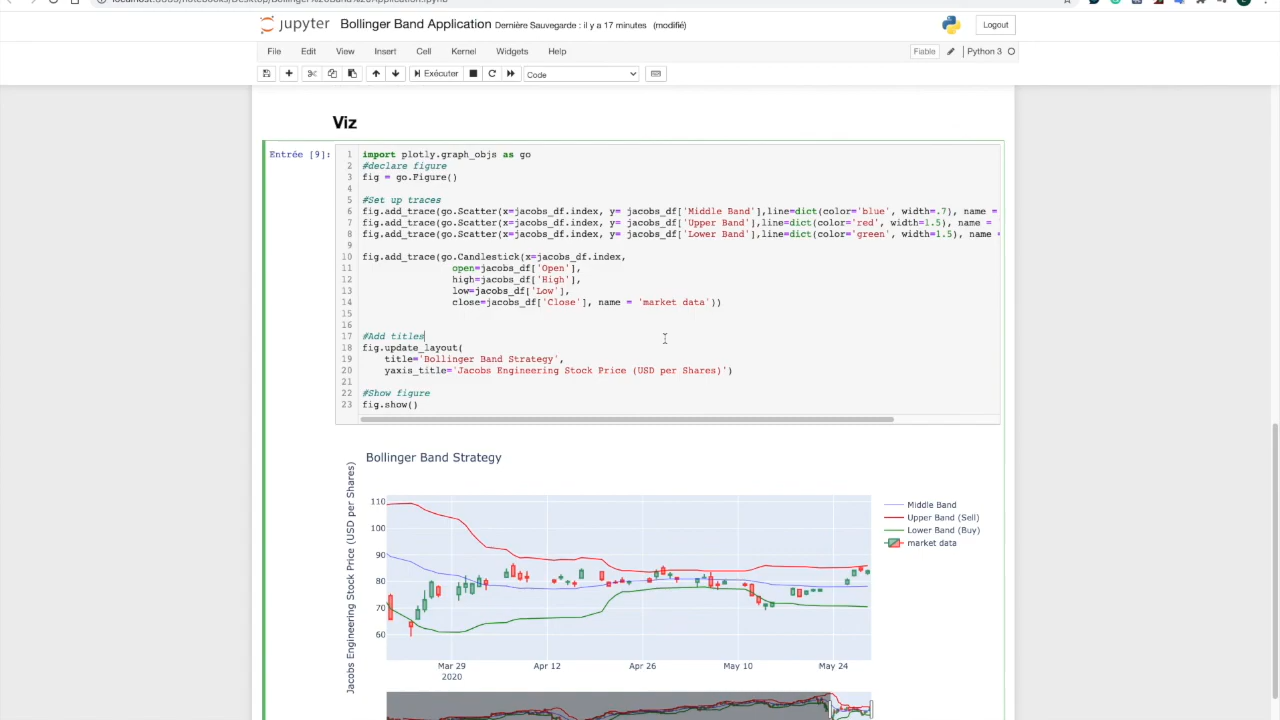 jupyter Bollinger Band Application Dernière Sauvegarde : il y a 17 minutes (modifié)
Logout
File Edit View Insert Cell Kernel Widgets Help
Fiable Python 3
Exécuter Code
Viz
Entrée [9]:
1 import plotly.graph_objs as go
2 #declare figure
3 fig = go.Figure()
4
5 #Set up traces
6 fig.add_trace(go.Scatter(x=jacobs_df.index, y= jacobs_df['Middle Band'],line=dict(color='blue', width=.7), name =
7 fig.add_trace(go.Scatter(x=jacobs_df.index, y= jacobs_df['Upper Band'],line=dict(color='red', width=1.5), name =
8 fig.add_trace(go.Scatter(x=jacobs_df.index, y= jacobs_df['Lower Band'],line=dict(color='green', width=1.5), name =
9
10 fig.add_trace(go.Candlestick(x=jacobs_df.index,
11 open=jacobs_df['Open'],
12 high=jacobs_df['High'],
13 low=jacobs_df['Low'],
14 close=jacobs_df['Close'], name = 'market data'))
15
16
17 #Add titles
18 fig.update_layout(
19 title='Bollinger Band Strategy',
20 yaxis_title='Jacobs Engineering Stock Price (USD per Shares)')
21
22 #Show figure
23 fig.show()
Bollinger Band Strategy
Jacobs Engineering Stock Price (USD per Shares)
110
100
90
80
70
60
Mar 29
2020
Apr 12
Apr 26
May 10
May 24
Middle Band
Upper Band (Sell)
Lower Band (Buy)
market data